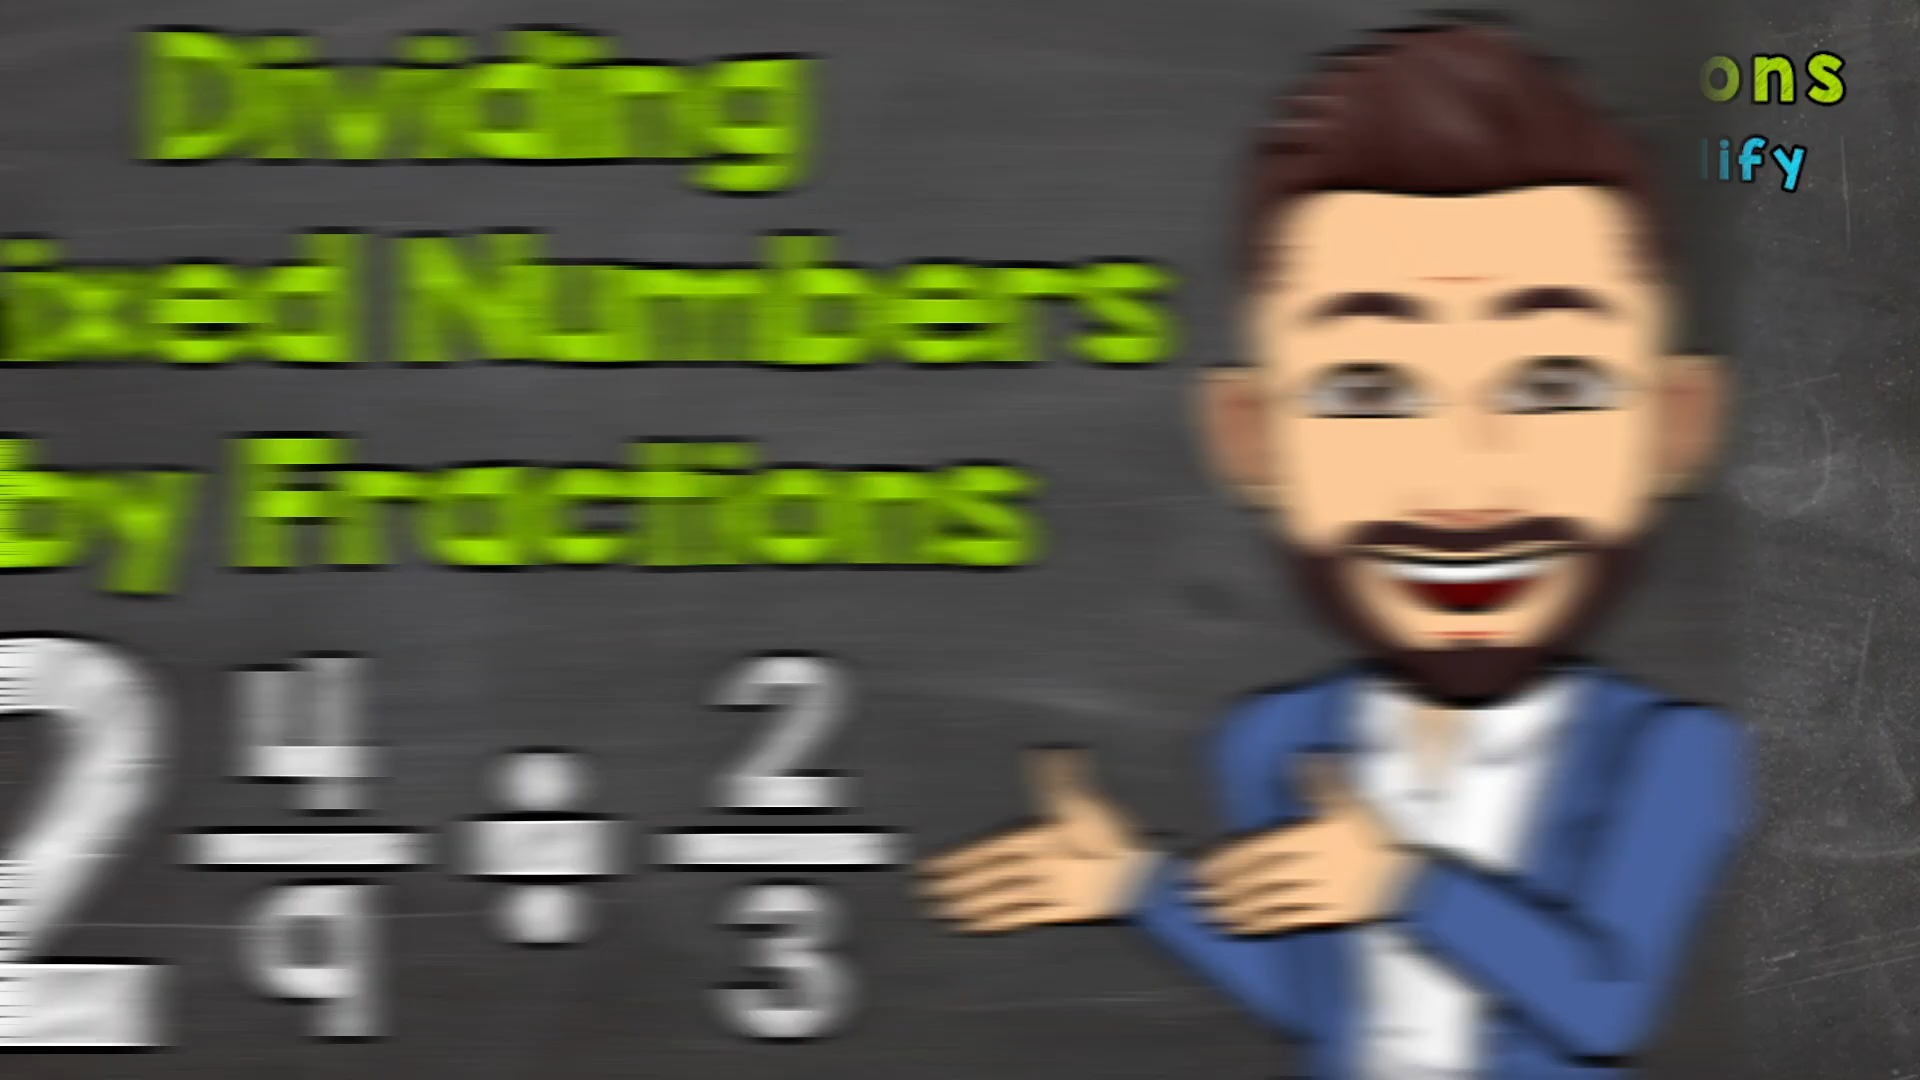 Dividing
ixed Numbers
by Fractions
ons
lify
2 4/9 ÷ 2/3